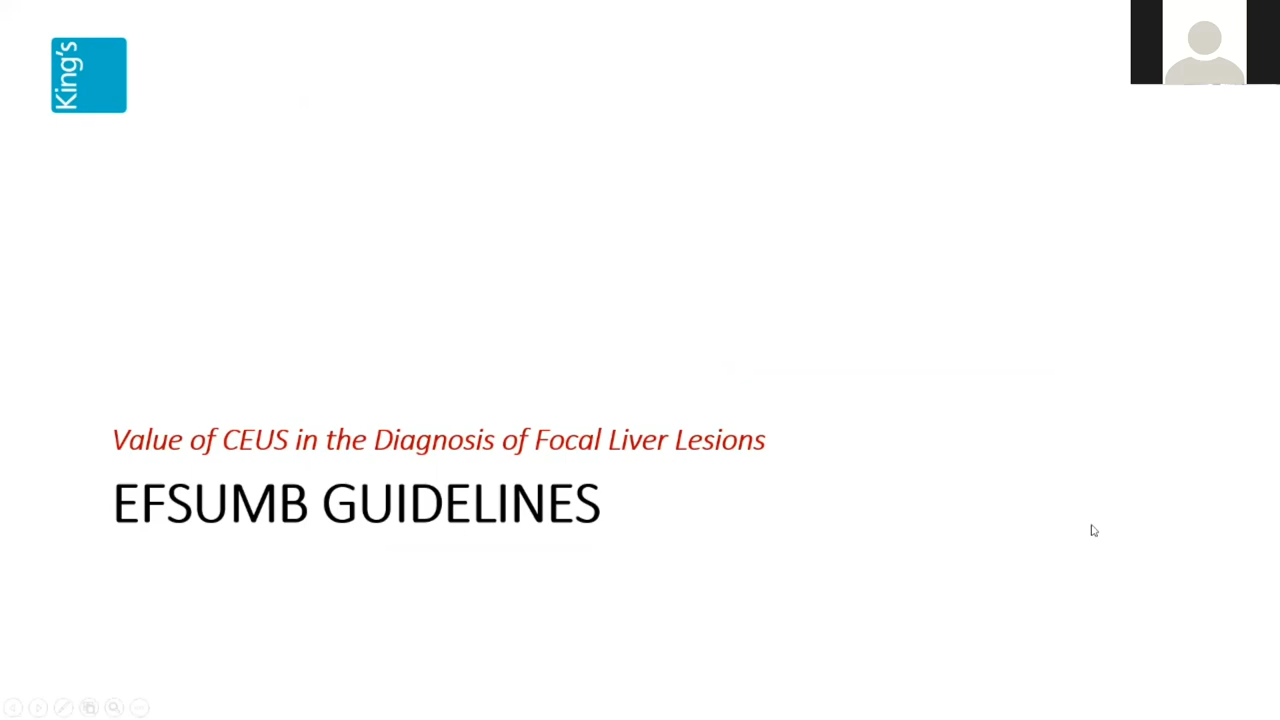 King's
Value of CEUS in the Diagnosis of Focal Liver Lesions
EFSUMB GUIDELINES